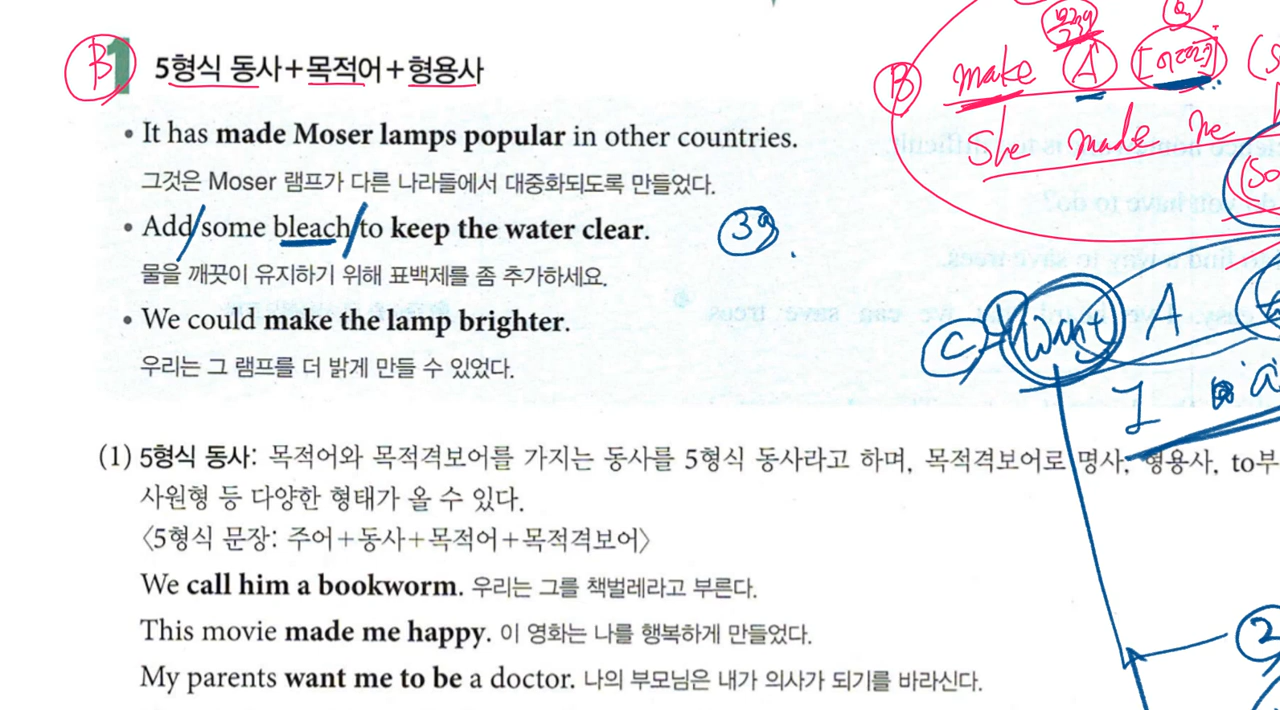 B 1 5형식 동사+목적어+형용사
• It has made Moser lamps popular in other countries.
그것은 Moser 램프가 다른 나라들에서 대중화되도록 만들었다.
• Add/some bleach/to keep the water clear.
물을 깨끗이 유지하기 위해 표백제를 좀 추가하세요.
• We could make the lamp brighter.
우리는 그 램프를 더 밝게 만들 수 있었다.
B make A
She made me
C want A
I
(1) 5형식 동사: 목적어와 목적격보어를 가지는 동사를 5형식 동사라고 하며, 목적격보어로 명사, 형용사, to부
사원형 등 다양한 형태가 올 수 있다.
〈5형식 문장: 주어+동사+목적어+목적격보어〉
We call him a bookworm. 우리는 그를 책벌레라고 부른다.
This movie made me happy. 이 영화는 나를 행복하게 만들었다.
My parents want me to be a doctor. 나의 부모님은 내가 의사가 되기를 바라신다.
2